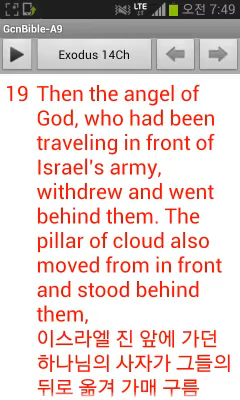 LTE 오전 7:49
GcnBible-A9
Exodus 14Ch
19 Then the angel of
God, who had been
traveling in front of
Israel's army,
withdrew and went
behind them. The
pillar of cloud also
moved from in front
and stood behind
them,
이스라엘 진 앞에 가던
하나님의 사자가 그들의
뒤로 옮겨 가매 구름